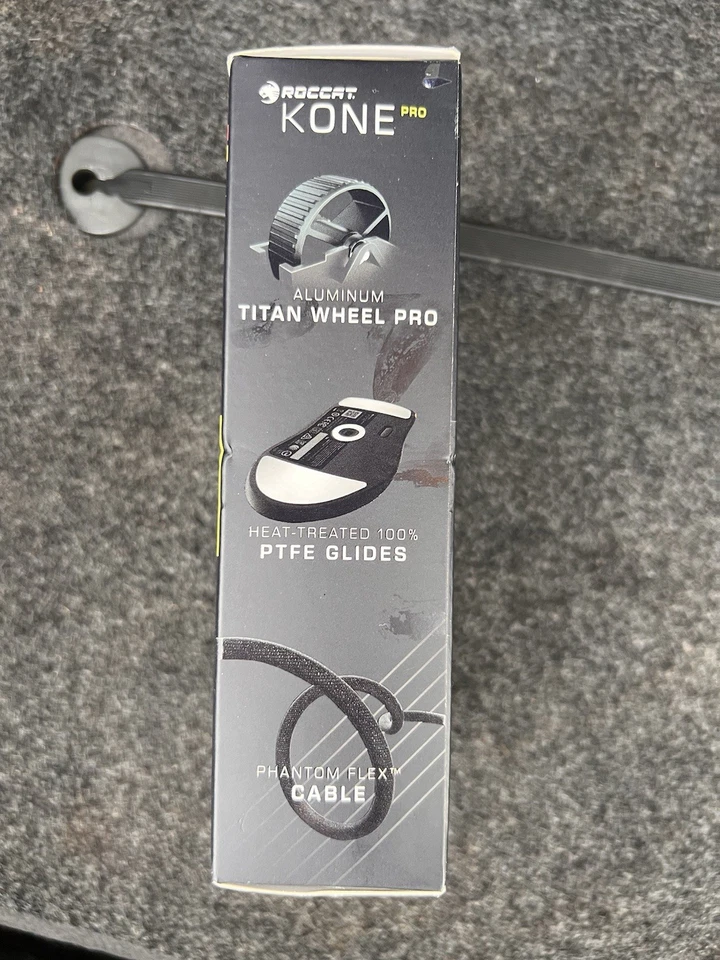 ROCCAT.
KONE PRO
ALUMINUM
TITAN WHEEL PRO
HEAT-TREATED 100%
PTFE GLIDES
PHANTOM FLEX™
CABLE